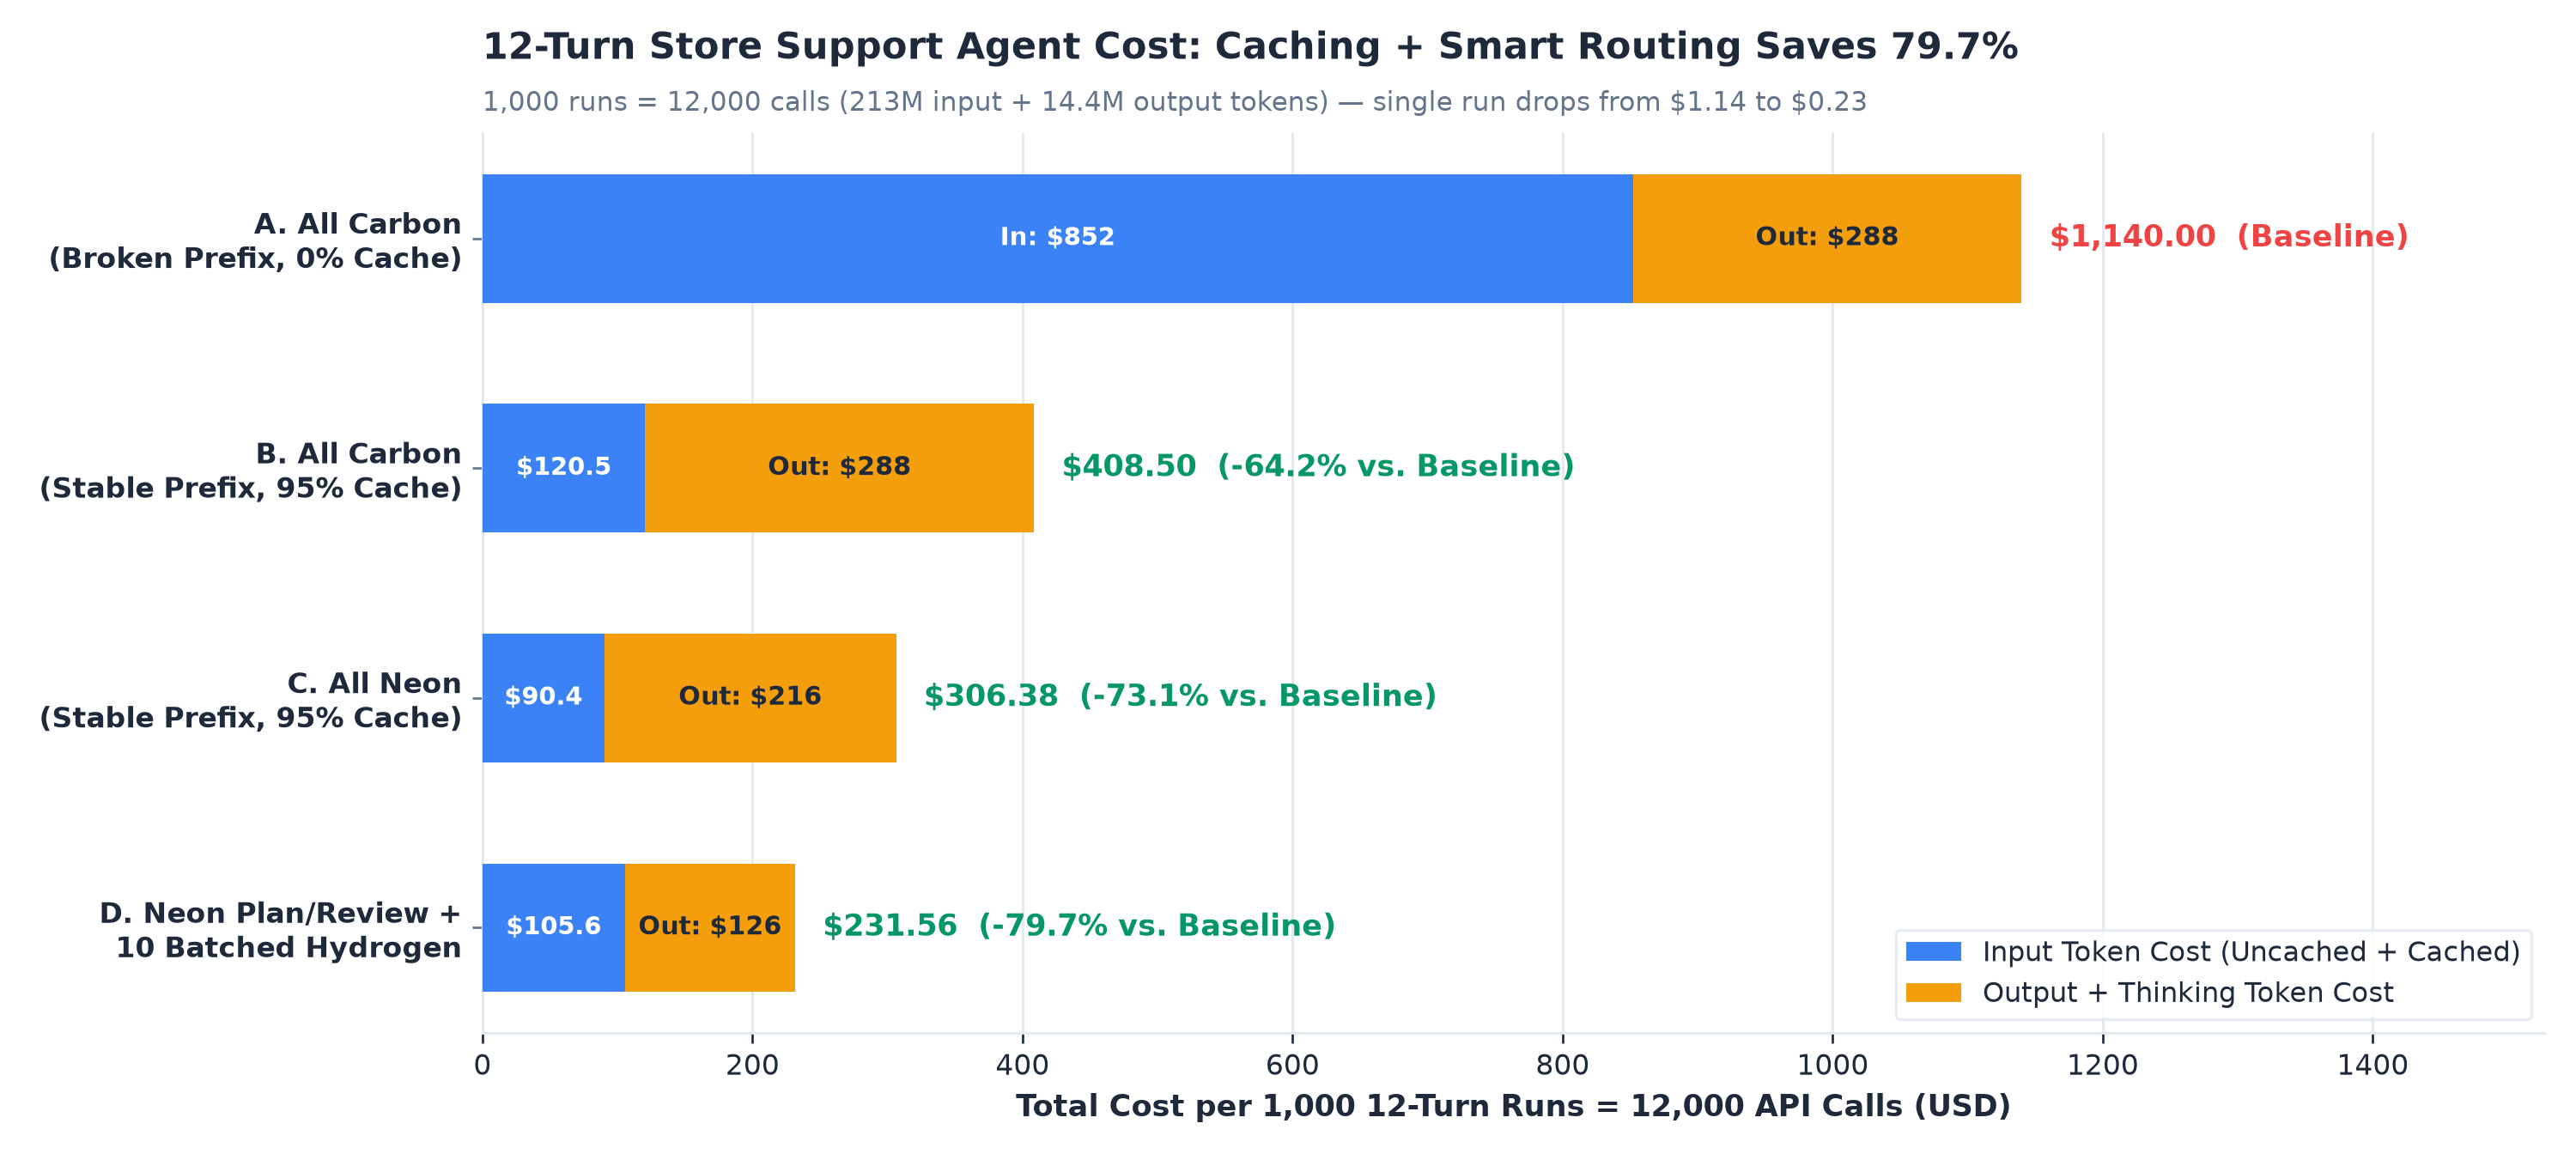 12-Turn Store Support Agent Cost: Caching + Smart Routing Saves 79.7%
1,000 runs = 12,000 calls (213M input + 14.4M output tokens) — single run drops from $1.14 to $0.23
A. All Carbon
(Broken Prefix, 0% Cache)
In: $852
Out: $288
$1,140.00 (Baseline)
B. All Carbon
(Stable Prefix, 95% Cache)
$120.5
Out: $288
$408.50 (-64.2% vs. Baseline)
C. All Neon
(Stable Prefix, 95% Cache)
$90.4
Out: $216
$306.38 (-73.1% vs. Baseline)
D. Neon Plan/Review +
10 Batched Hydrogen
$105.6
Out: $126
$231.56 (-79.7% vs. Baseline)
Input Token Cost (Uncached + Cached)
Output + Thinking Token Cost
0 200 400 600 800 1000 1200 1400
Total Cost per 1,000 12-Turn Runs = 12,000 API Calls (USD)